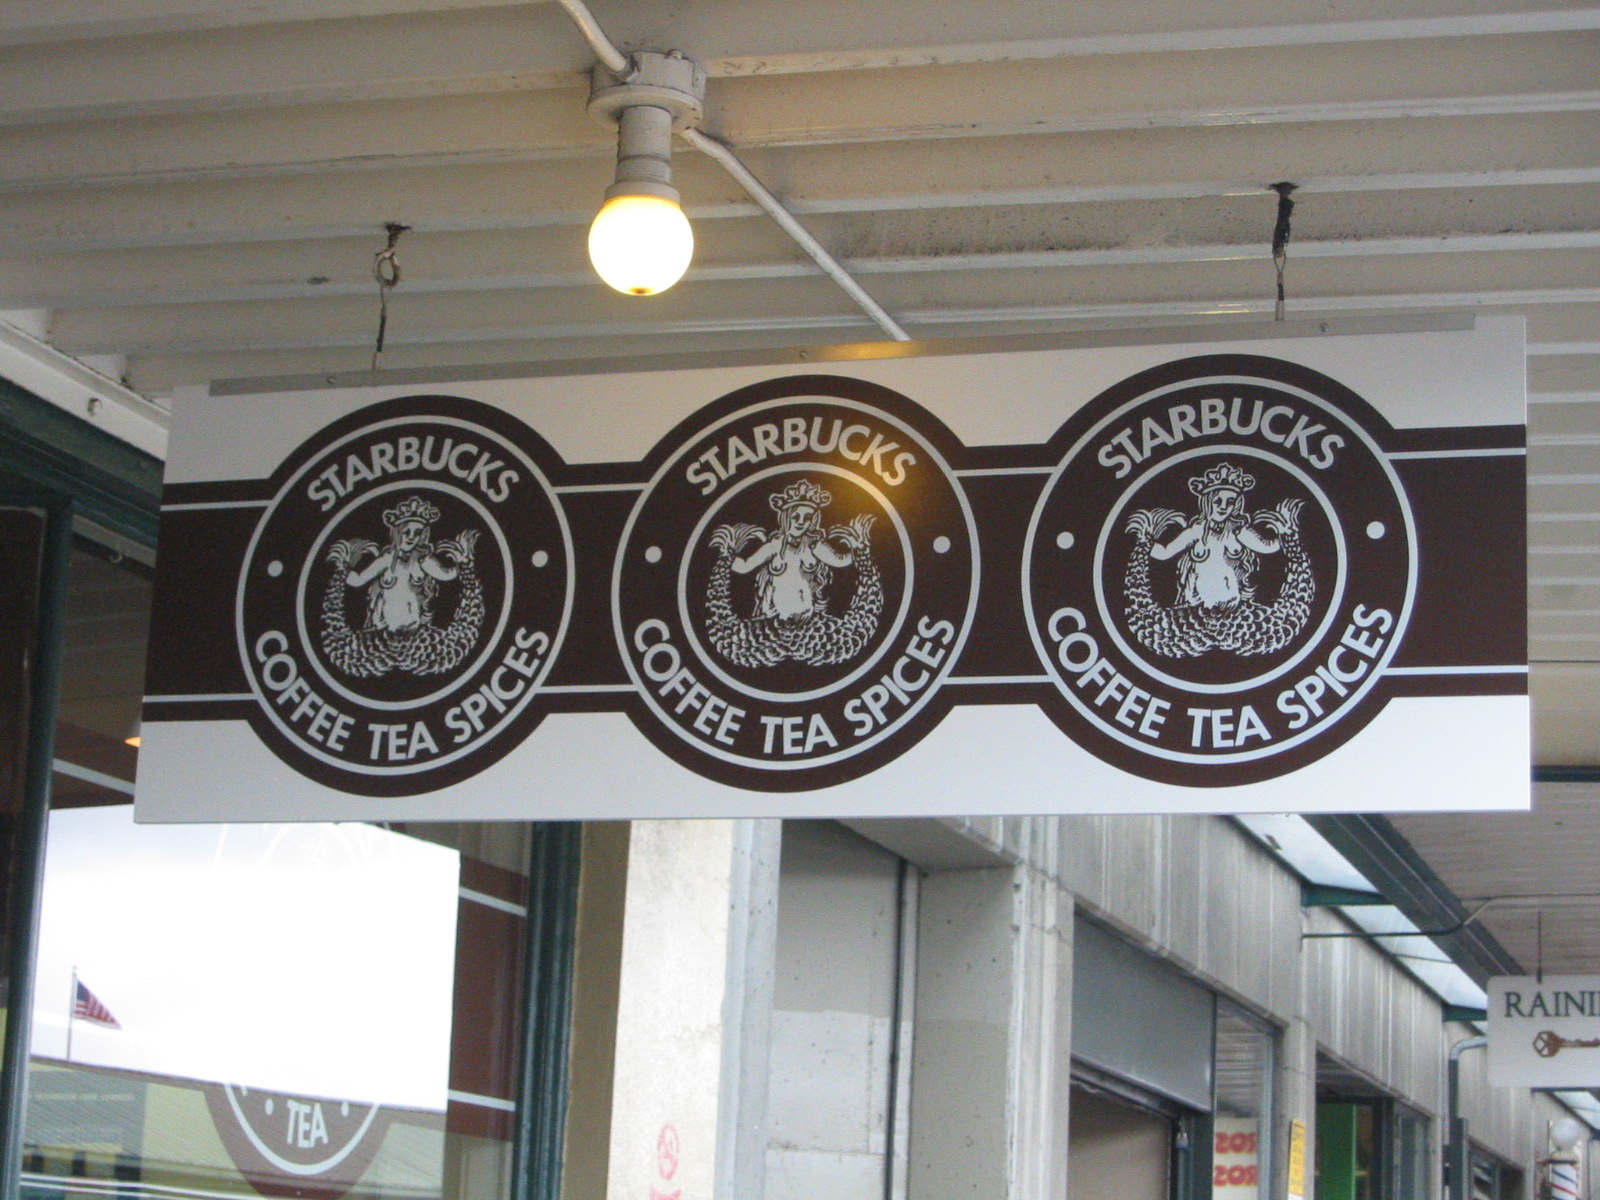 STARBUCKS
COFFEE TEA SPICES
STARBUCKS
COFFEE TEA SPICES
STARBUCKS
COFFEE TEA SPICES
TEA
RAINI